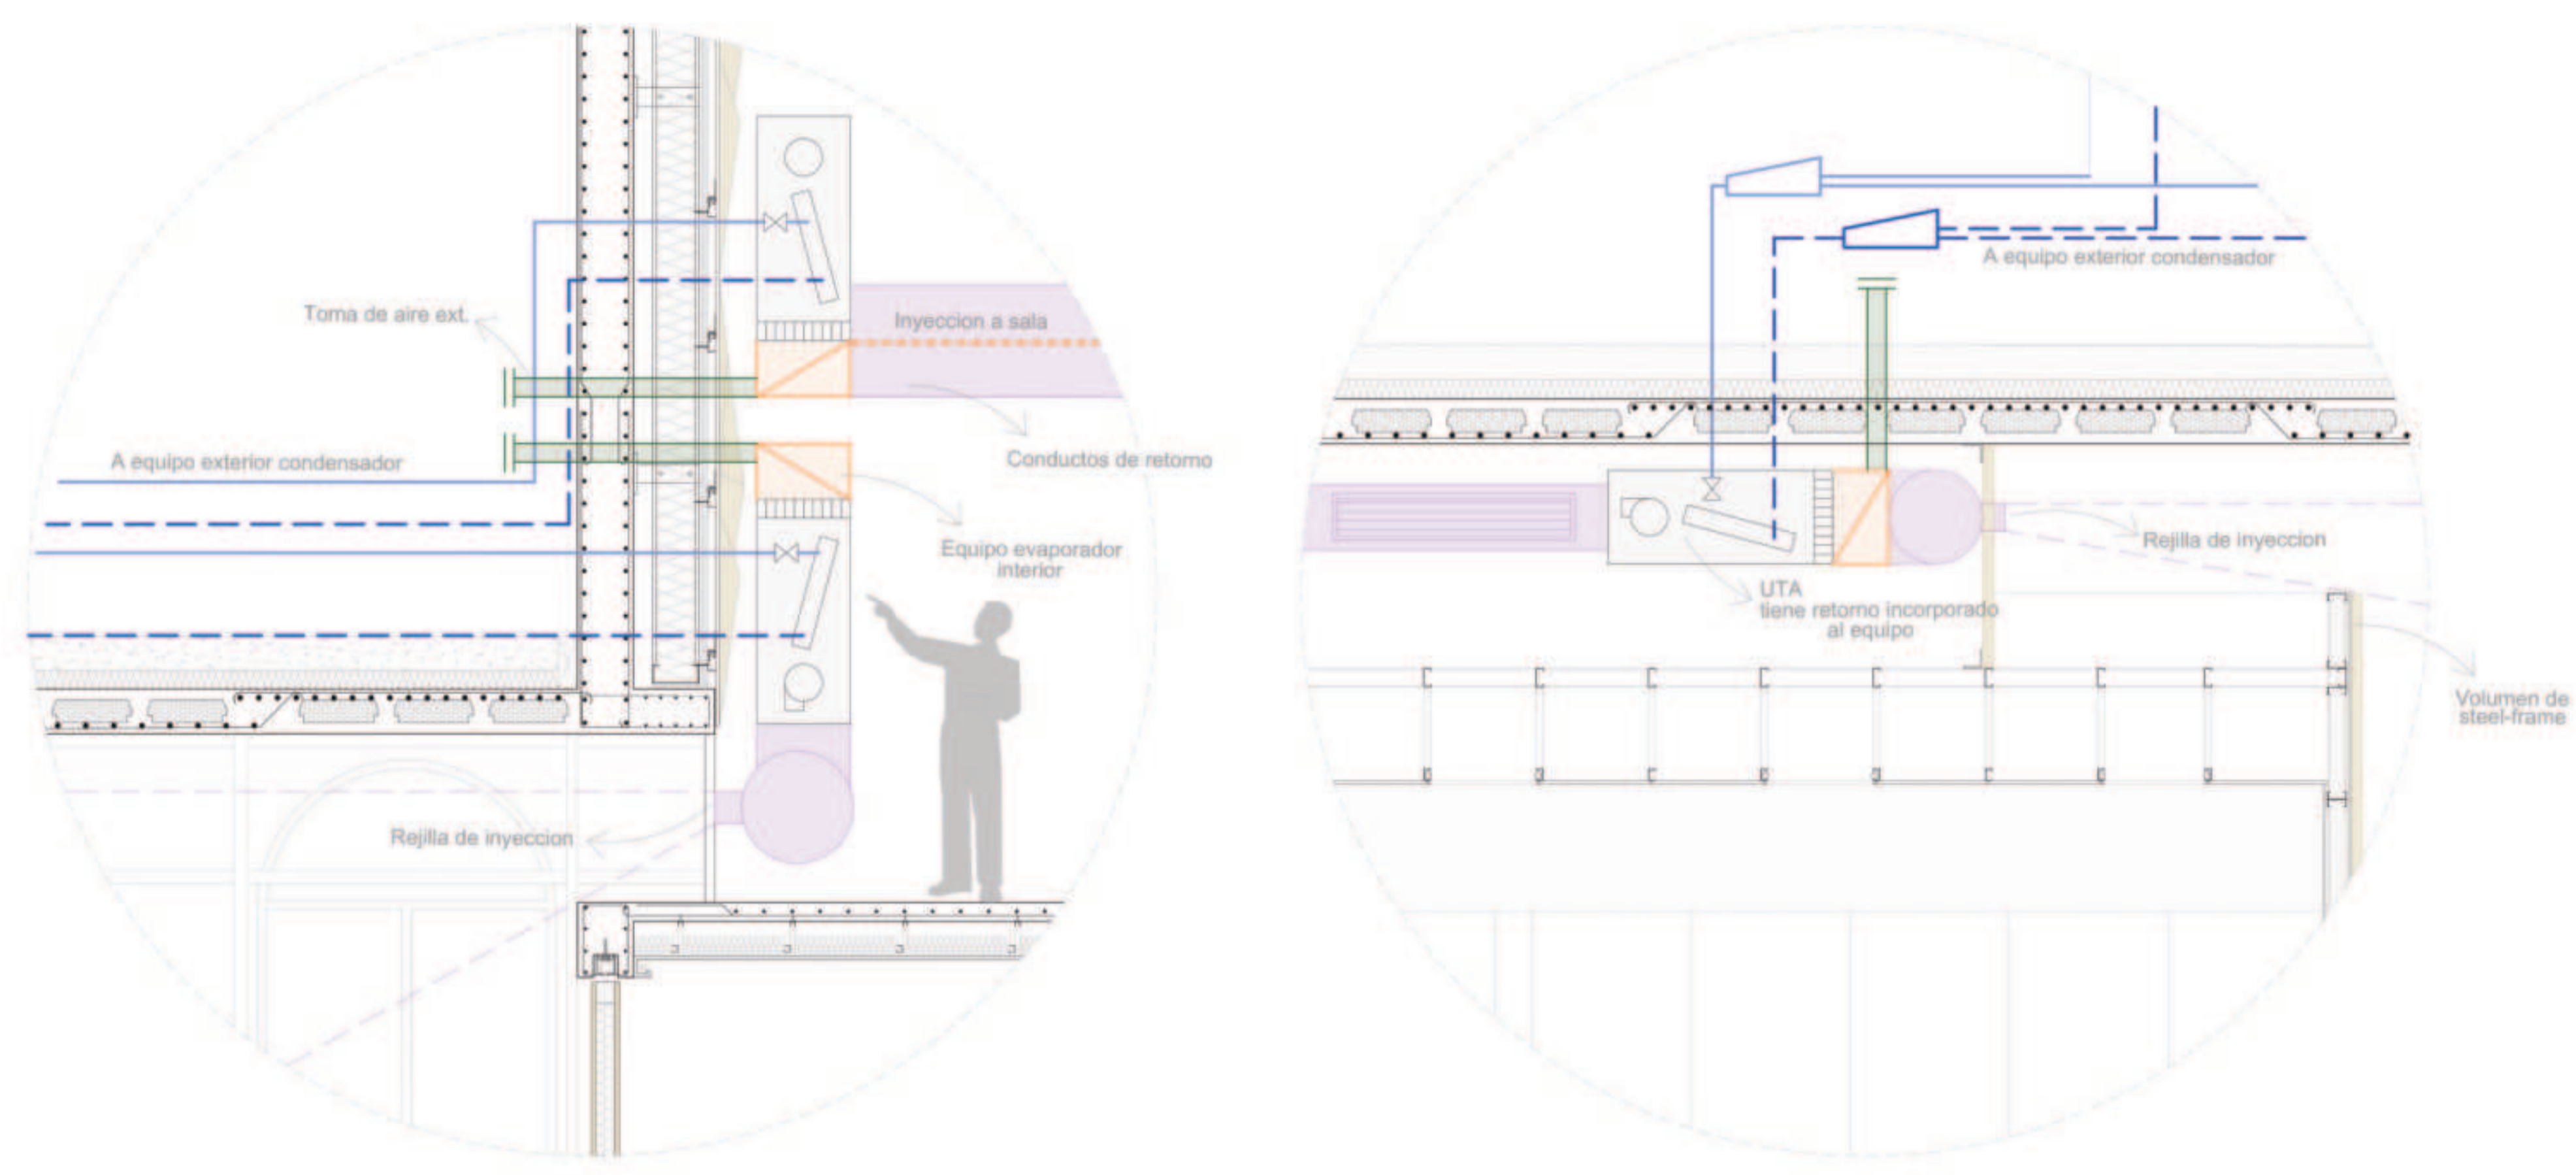 Toma de aire ext.
Inyeccion a sala
A equipo exterior condensador
Conductos de retorno
Equipo evaporador
interior
Rejilla de inyeccion
A equipo exterior condensador
Rejilla de inyeccion
UTA
tiene retorno incorporado
al equipo
Volumen de
steel-frame